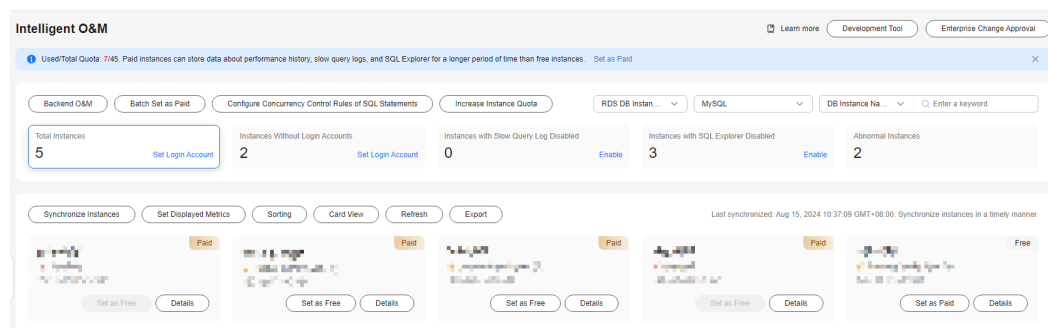 Intelligent O&M
Learn more
Development Tool
Enterprise Change Approval
Used/Total Quota: 7/45. Paid instances can store data about performance history, slow query logs, and SQL Explorer for a longer period of time than free instances. Set as Paid
Backend O&M
Batch Set as Paid
Configure Concurrency Control Rules of SQL Statements
Increase Instance Quota
RDS DB Instan...
MySQL
DB Instance Na...
Enter a keyword.
Total Instances
Instances Without Login Accounts
Instances with Slow Query Log Disabled
Instances with SQL Explorer Disabled
Abnormal Instances
5 Set Login Account
2 Set Login Account
0 Enable
3 Enable
2
Synchronize Instances
Set Displayed Metrics
Sorting
Card View
Refresh
Export
Last synchronized: Aug 15, 2024 10:37:09 GMT+08:00. Synchronize instances in a timely manner.
Paid
Paid
Paid
Paid
Free
Set as Free Details
Set as Free Details
Set as Free Details
Set as Free Details
Set as Paid Details